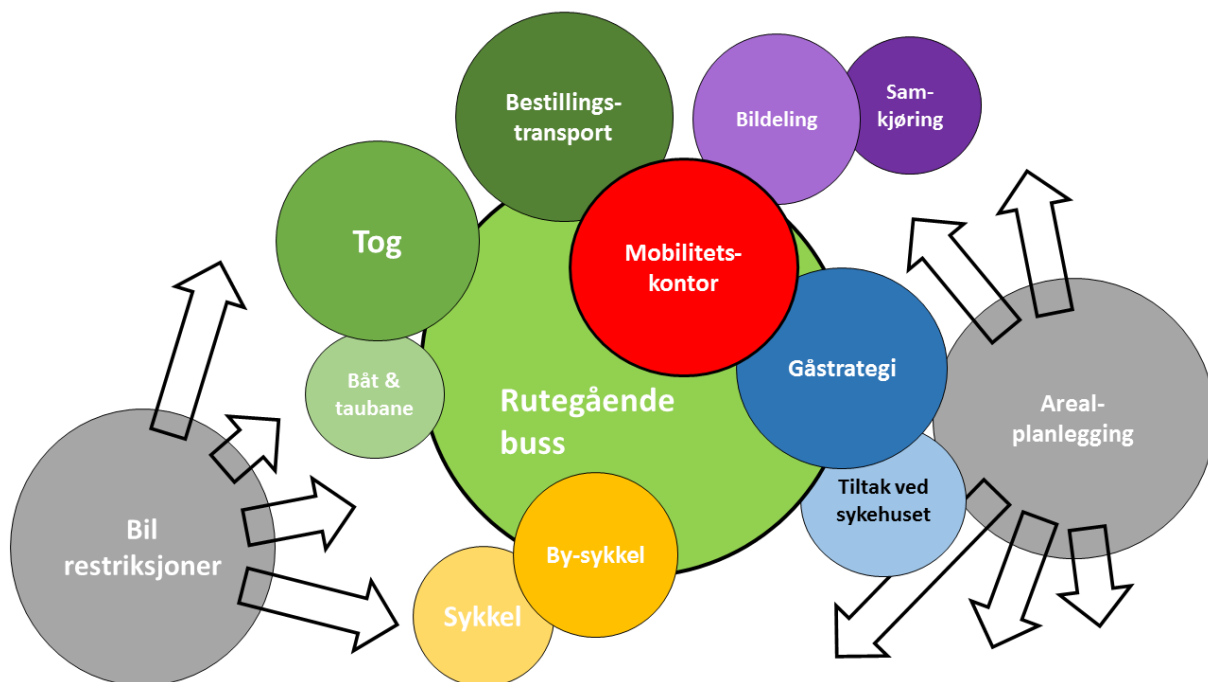 Bestillings-
transport
Bildeling
Sam-
kjøring
Tog
Mobilitets-
kontor
Båt &
taubane
Rutegående
buss
Gåstrategi
Areal-
planlegging
Bil
restriksjoner
Tiltak ved
sykehuset
By-sykkel
Sykkel